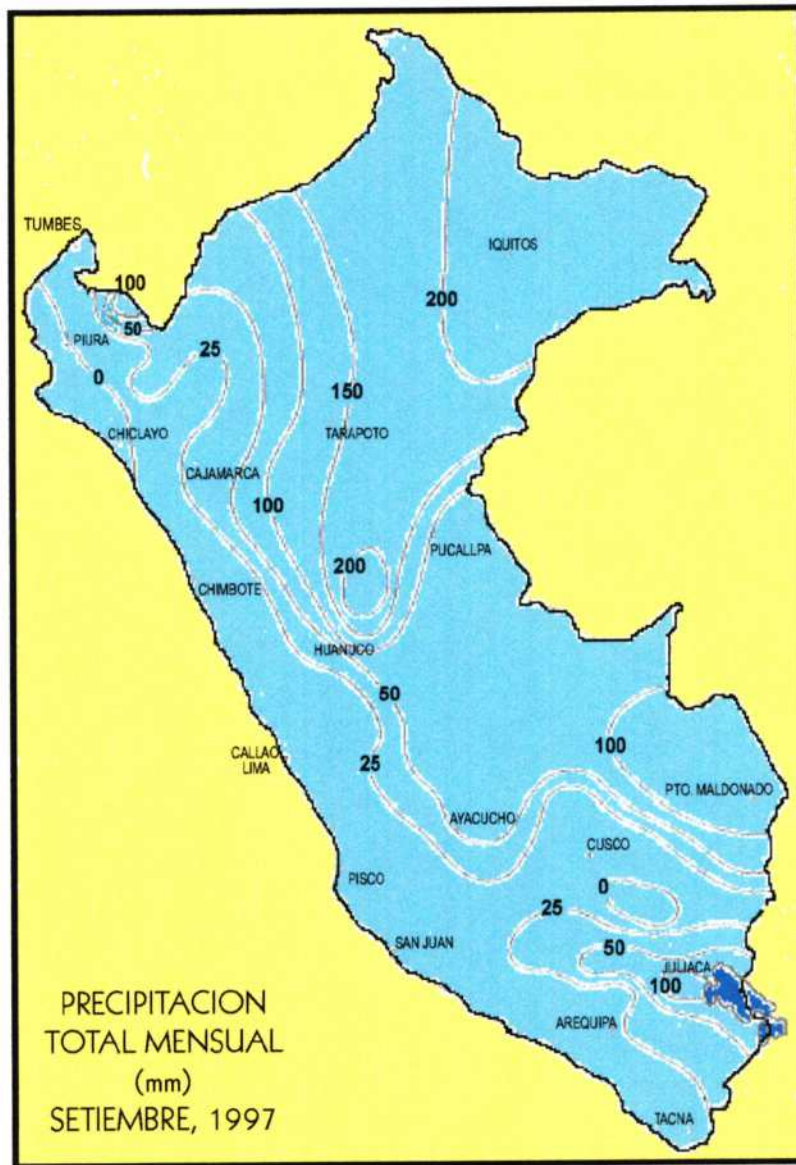 TUMBES
100
IQUITOS
200
PIURA
50
25
0
150
CHICLAYO
TARAPOTO
CAJAMARCA
100
PUCALLPA
200
CHIMBOTE
HUANUCO
50
100
CALLAO
LIMA
25
PTO. MALDONADO
AYACUCHO
CUSCO
PISCO
0
25
SAN JUAN
50
JULIACA
100
AREQUIPA
TACNA
PRECIPITACION
TOTAL MENSUAL
(mm)
SETIEMBRE, 1997